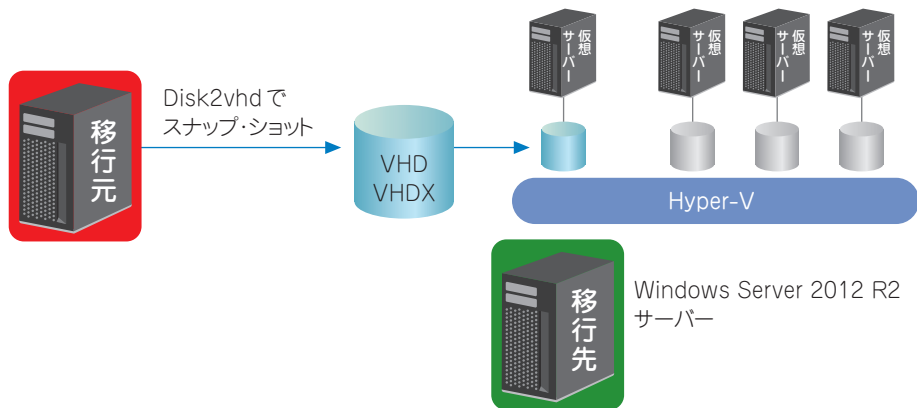 移行元
Disk2vhdで
スナップ・ショット
VHD
VHDX
仮想
サーバー
仮想
サーバー
仮想
サーバー
仮想
サーバー
Hyper-V
移行先
Windows Server 2012 R2
サーバー